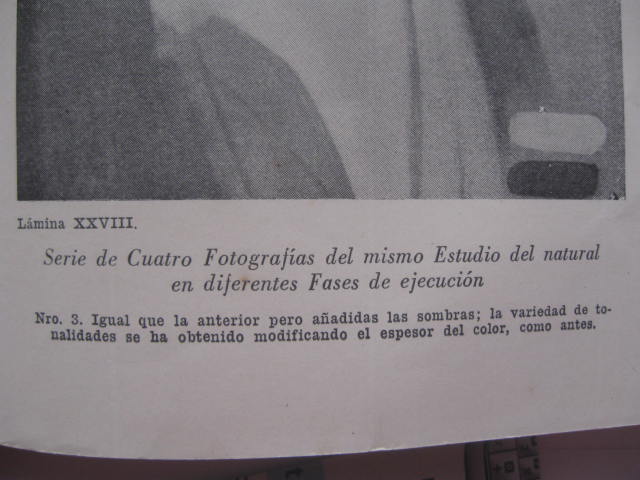 Lámina XXVIII.
Serie de Cuatro Fotografías del mismo Estudio del natural
en diferentes Fases de ejecución
Nro. 3. Igual que la anterior pero añadidas las sombras; la variedad de to-
nalidades se ha obtenido modificando el espesor del color, como antes.